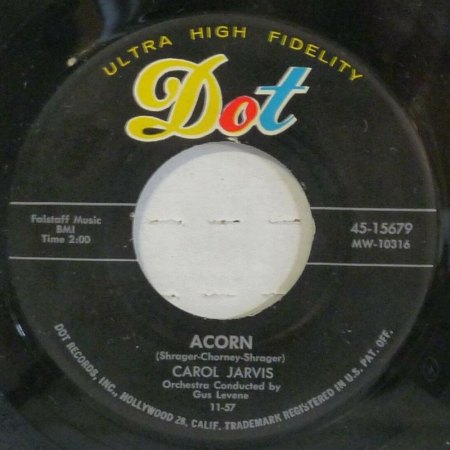 ULTRA HIGH FIDELITY
Dot
Falstaff Music
BMI
Time 2:00
45-15679
MW-10316
ACORN
(Shrager-Chorney-Shrager)
CAROL JARVIS
Orchestra Conducted by
Gus Levene
11-57
DOT RECORDS, INC., HOLLYWOOD 28, CALIF. TRADEMARK REGISTERED IN U.S. PAT. OFF.